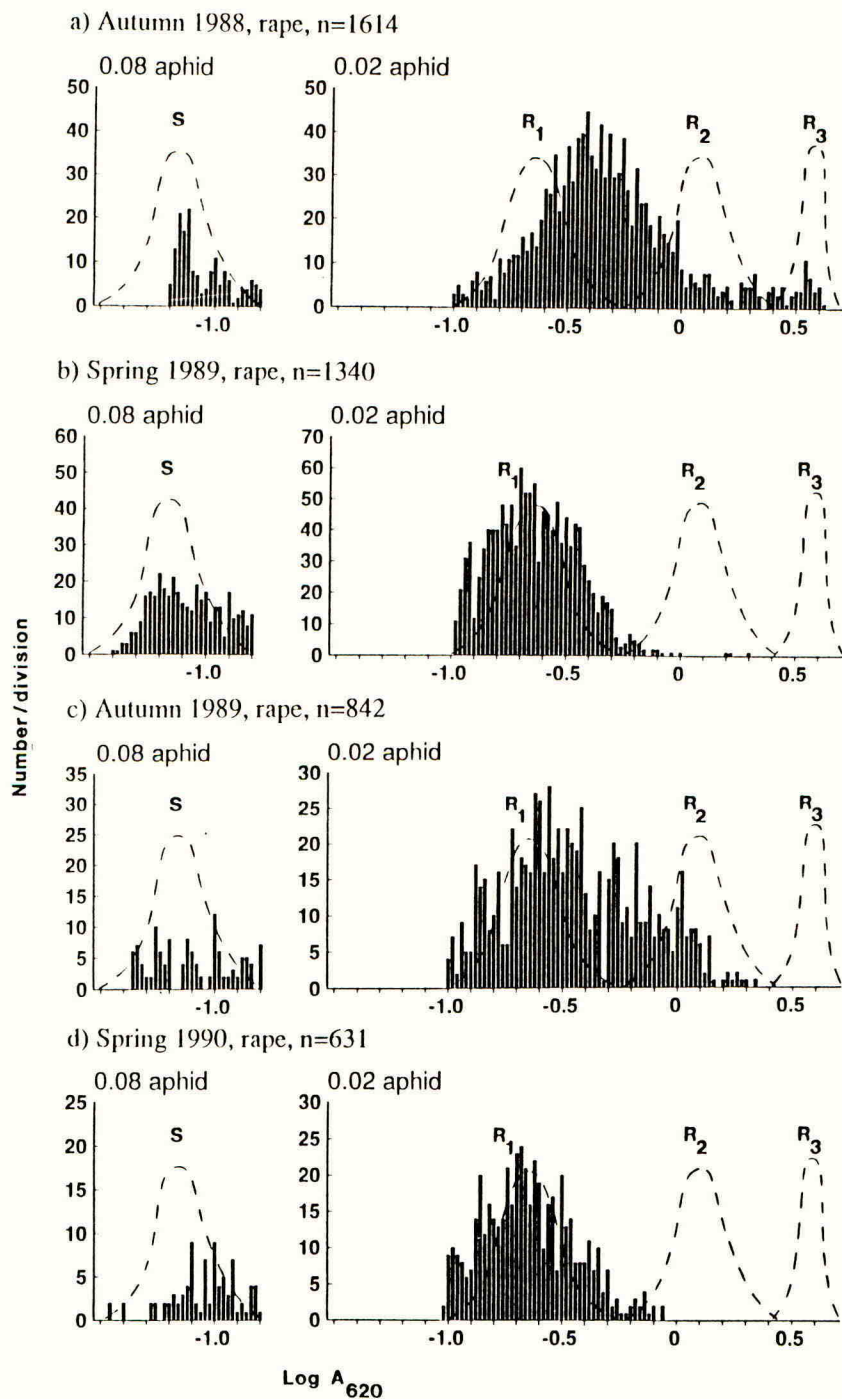 a) Autumn 1988, rape, n=1614
0.08 aphid
0.02 aphid
50
40
30
20
10
0
S
-1.0
50
40
30
20
10
0
R1
R2
R3
-1.0
-0.5
0
0.5
b) Spring 1989, rape, n=1340
0.08 aphid
0.02 aphid
60
50
40
30
20
10
0
S
-1.0
70
60
50
40
30
20
10
0
R1
R2
R3
-1.0
-0.5
0
0.5
c) Autumn 1989, rape, n=842
0.08 aphid
0.02 aphid
35
30
25
20
15
10
5
0
S
-1.0
30
25
20
15
10
5
0
R1
R2
R3
-1.0
-0.5
0
0.5
d) Spring 1990, rape, n=631
0.08 aphid
0.02 aphid
25
20
15
10
5
0
S
-1.0
30
25
20
15
10
5
0
R1
R2
R3
-1.0
-0.5
0
0.5
Number/division
Log A620